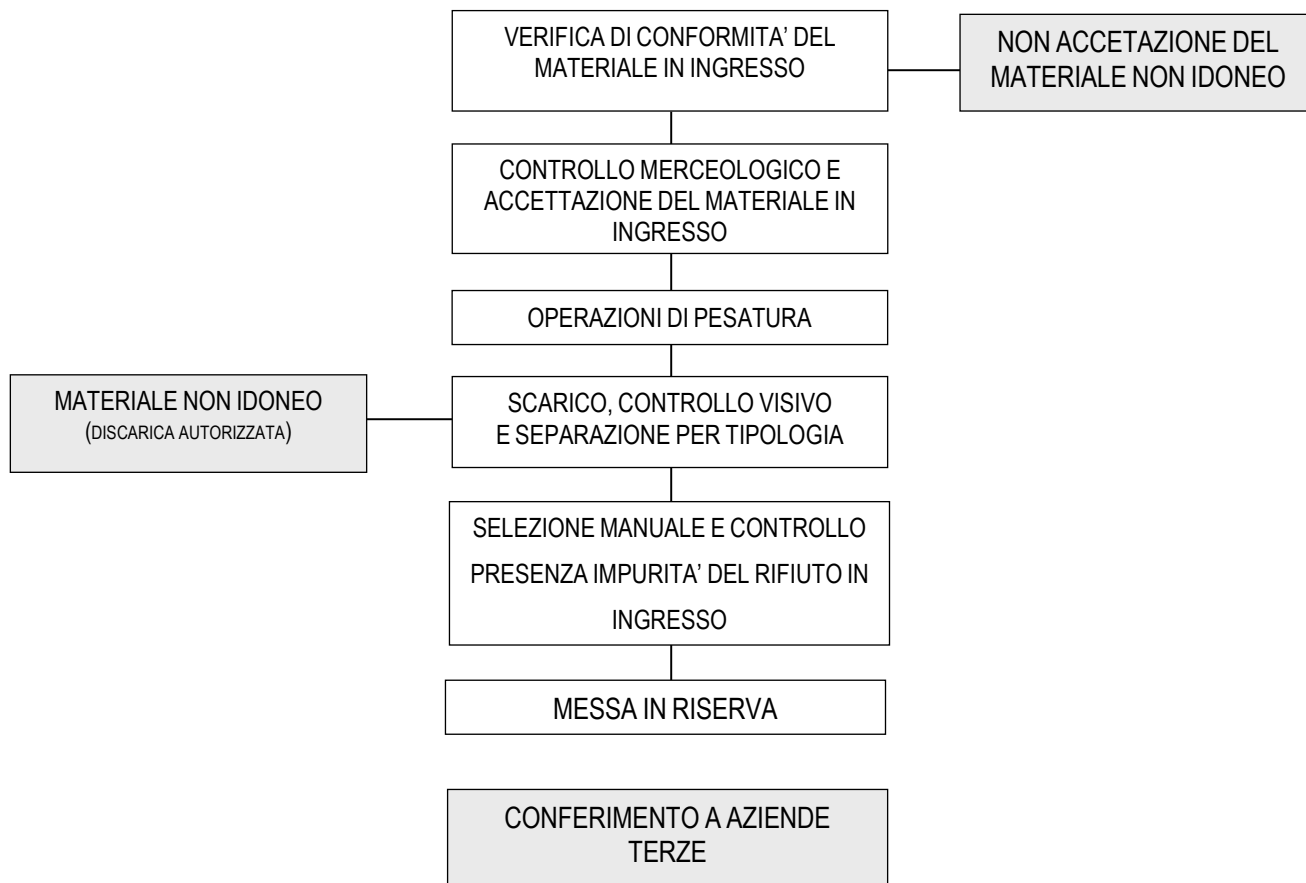 VERIFICA DI CONFORMITA’ DEL
MATERIALE IN INGRESSO
NON ACCETAZIONE DEL
MATERIALE NON IDONEO
CONTROLLO MERCEOLOGICO E
ACCETTAZIONE DEL MATERIALE IN
INGRESSO
OPERAZIONI DI PESATURA
MATERIALE NON IDONEO
(DISCARICA AUTORIZZATA)
SCARICO, CONTROLLO VISIVO
E SEPARAZIONE PER TIPOLOGIA
SELEZIONE MANUALE E CONTROLLO
PRESENZA IMPURITA’ DEL RIFIUTO IN
INGRESSO
MESSA IN RISERVA
CONFERIMENTO A AZIENDE
TERZE